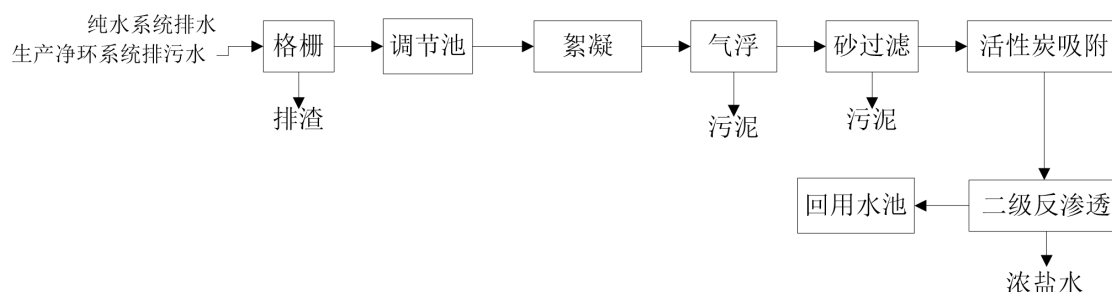 纯水系统排水
生产净环系统排污水
格栅
调节池
絮凝
气浮
砂过滤
活性炭吸附
排渣
污泥
污泥
回用水池
二级反渗透
浓盐水